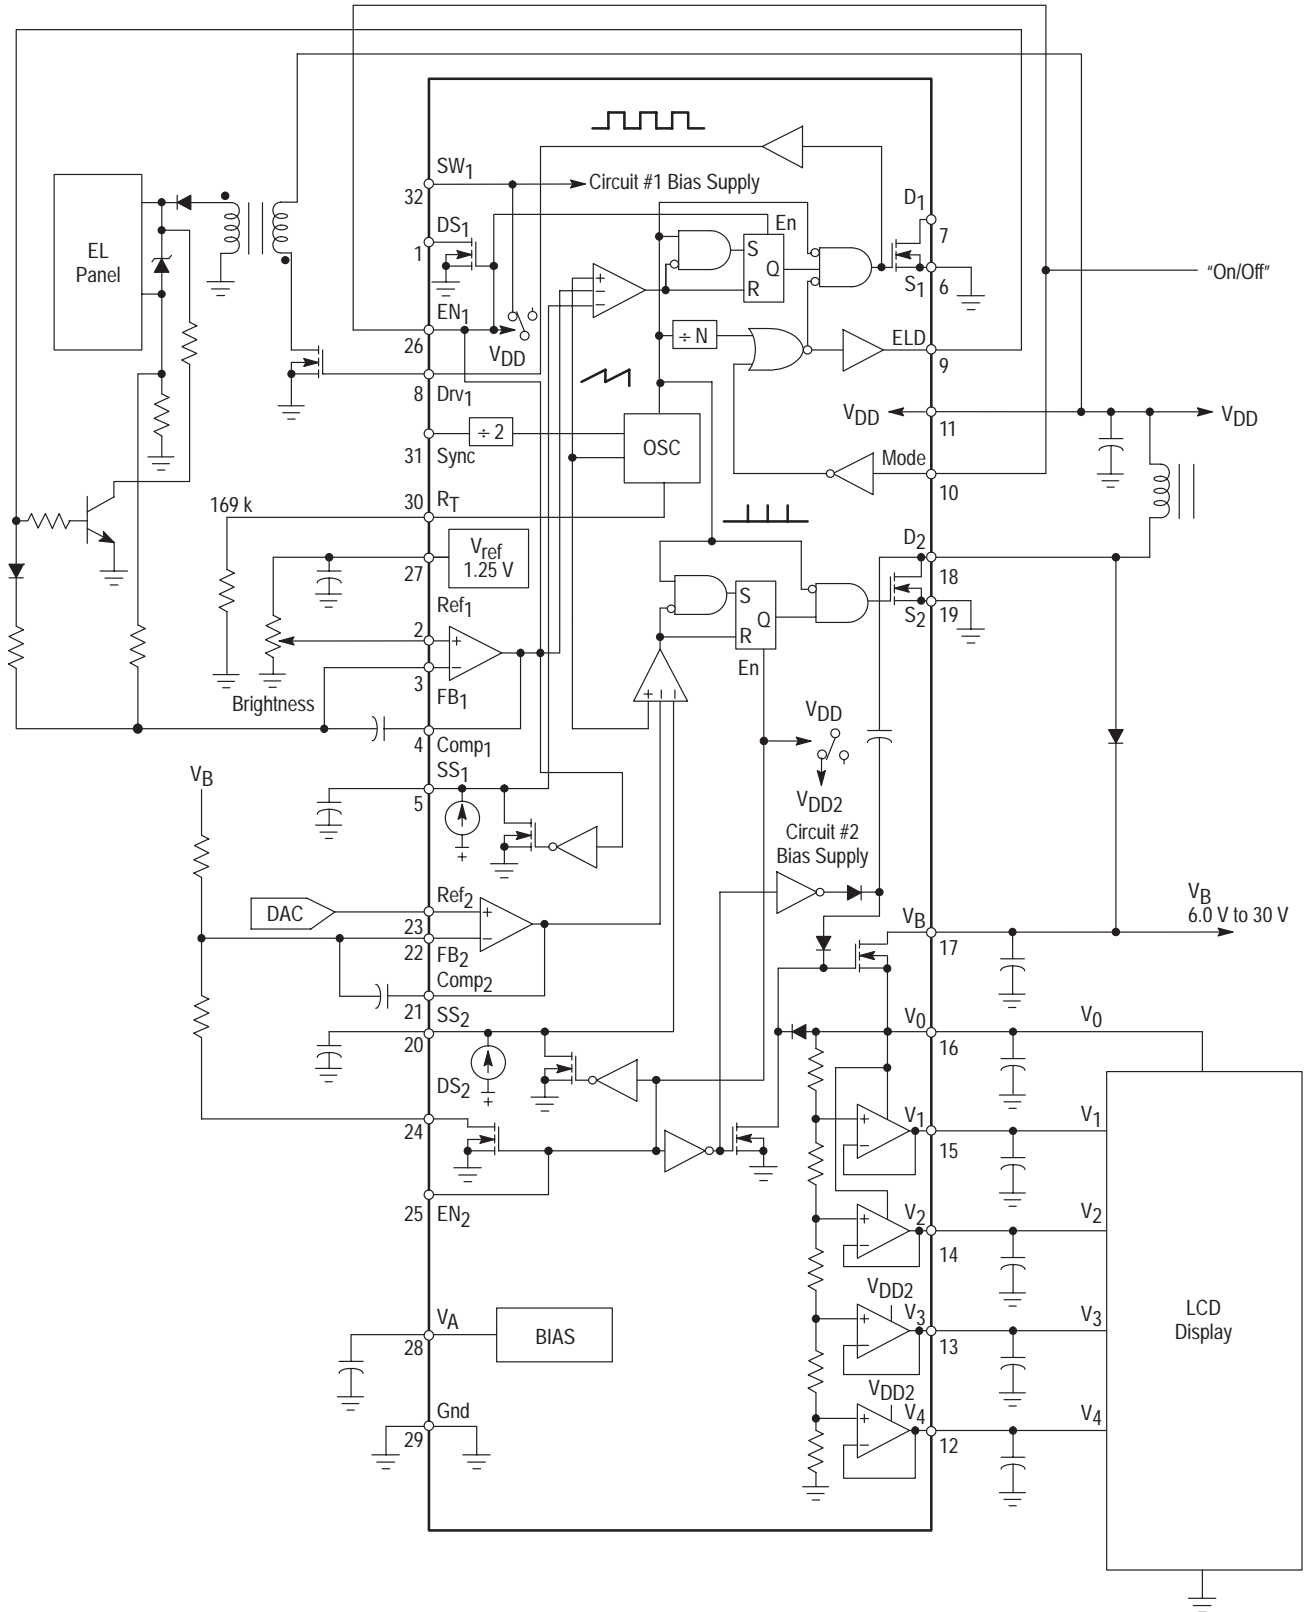 SW1
32
Circuit #1 Bias Supply
D1
7
EL
Panel
DS1
1
En
S
Q
R
+
–
–
S1
6
"On/Off"
EN1
26
VDD
÷ N
ELD
9
8
Drv1
VDD
11
VDD
31
Sync
÷ 2
OSC
Mode
10
169 k
30
RT
Vref
1.25 V
27
D2
18
Ref1
2
S
Q
R
En
S2
19
+
–
3
FB1
Brightness
+
–
–
4
Comp1
VDD
VB
SS1
5
+
VDD2
Circuit #2
Bias Supply
DAC
Ref2
23
+
–
22
FB2
VB
17
VB
6.0 V to 30 V
Comp2
21
SS2
20
V0
16
V0
DS2
+
24
+
–
V1
15
V1
25
EN2
+
–
V2
14
V2
VDD2
+
–
V3
13
V3
LCD
Display
VA
28
BIAS
VDD2
+
–
V4
12
V4
Gnd
29